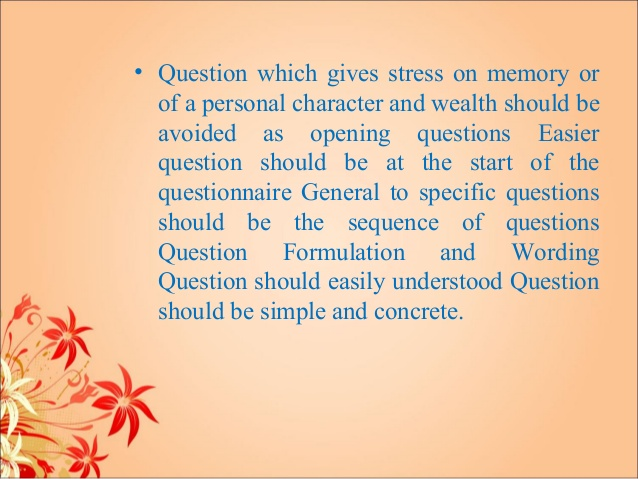 • Question which gives stress on memory or
of a personal character and wealth should be
avoided as opening questions Easier
question should be at the start of the
questionnaire General to specific questions
should be the sequence of questions
Question Formulation and Wording
Question should easily understood Question
should be simple and concrete.